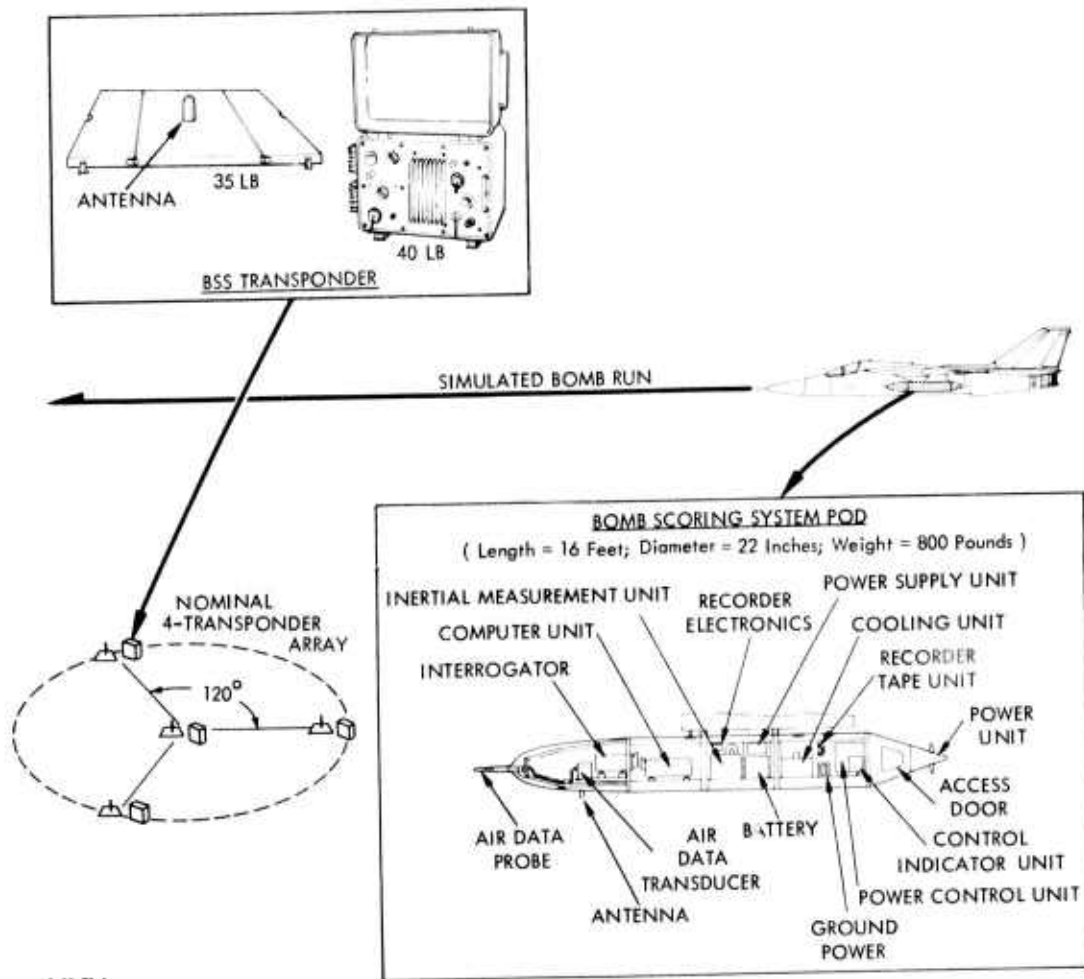 ANTENNA
35 LB
40 LB
BSS TRANSPONDER
SIMULATED BOMB RUN
NOMINAL
4-TRANSPONDER
ARRAY
120°
BOMB SCORING SYSTEM POD
( Length = 16 Feet; Diameter = 22 Inches; Weight = 800 Pounds )
INERTIAL MEASUREMENT UNIT
COMPUTER UNIT
INTERROGATOR
RECORDER
ELECTRONICS
POWER SUPPLY UNIT
COOLING UNIT
RECORDER
TAPE UNIT
POWER
UNIT
AIR DATA
PROBE
ANTENNA
AIR
DATA
TRANSDUCER
BATTERY
GROUND
POWER
POWER CONTROL UNIT
CONTROL
INDICATOR UNIT
ACCESS
DOOR